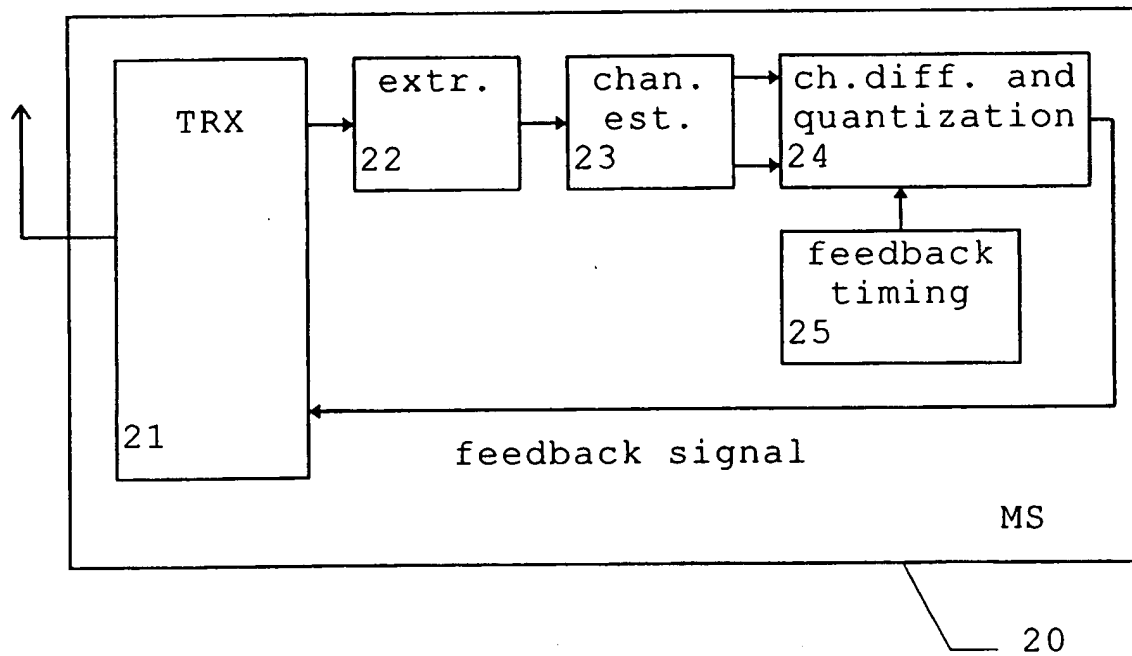 TRX
21
extr.
22
chan.
est.
23
ch.diff. and
quantization
24
feedback
timing
25
feedback signal
MS
20